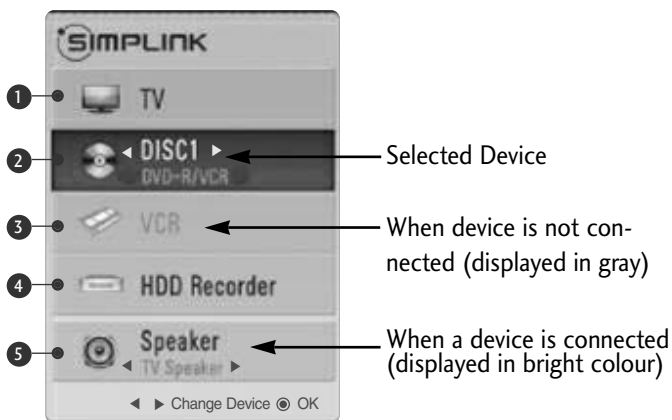 SIMPLINK
1 TV
2 ◄ DISC1 ► Selected Device
DVD-R/VCR
3 VCR When device is not con-
nected (displayed in gray)
4 HDD Recorder
5 Speaker When a device is connected
◄ TV Speaker ► (displayed in bright colour)
◄ ► Change Device ◉ OK